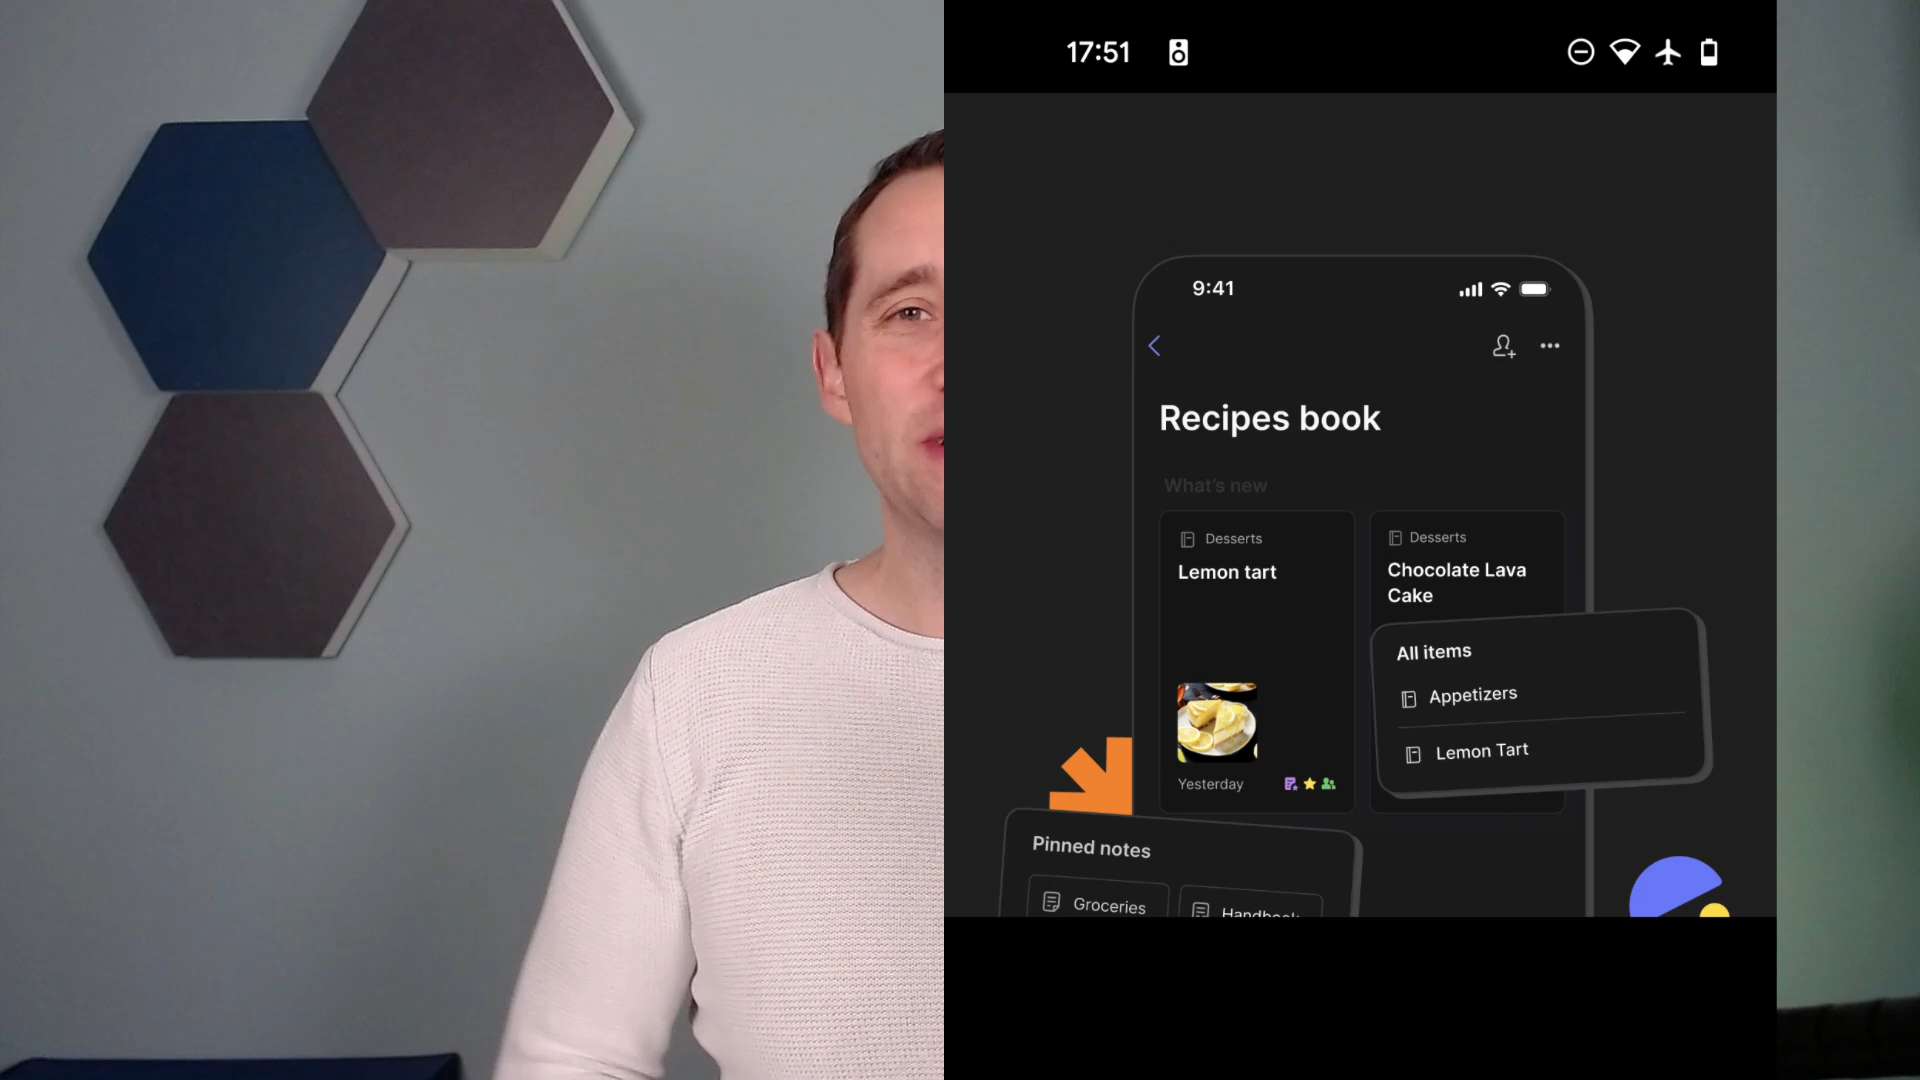 17:51
9:41
Recipes book
What's new
Desserts
Lemon tart
Yesterday
Desserts
Chocolate Lava
Cake
All items
Appetizers
Lemon Tart
Pinned notes
Groceries
Handbook